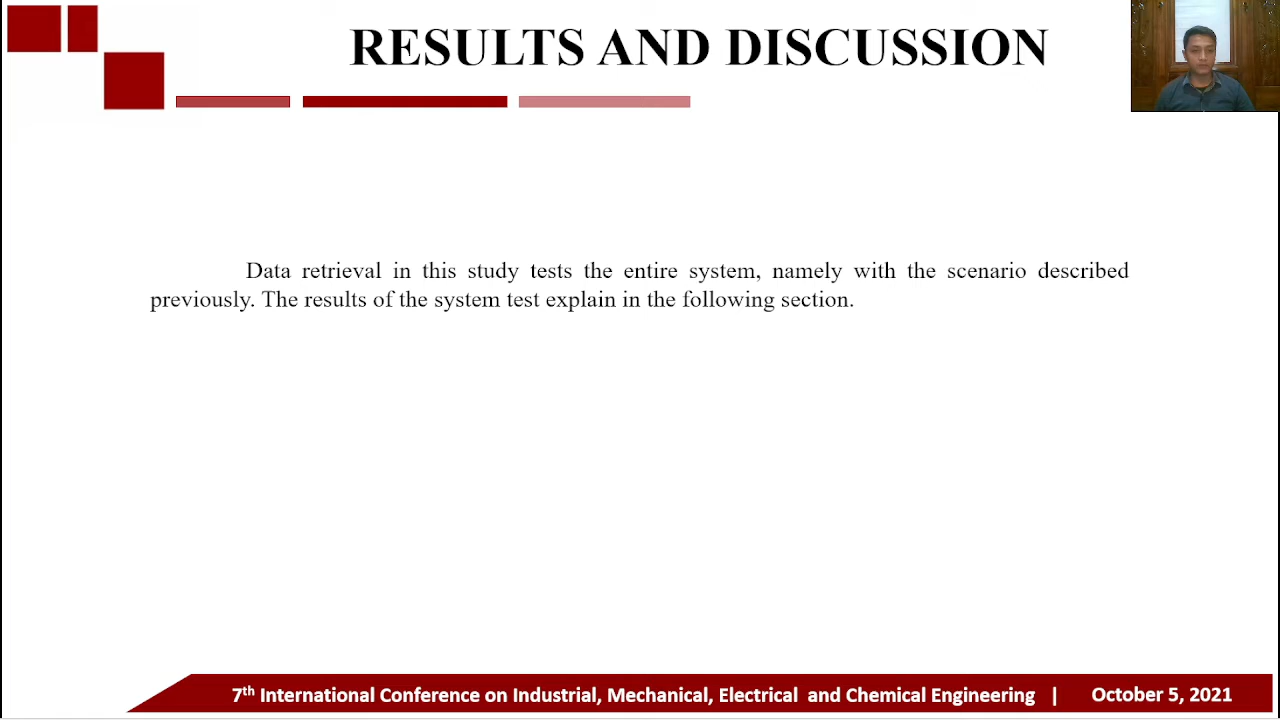 RESULTS AND DISCUSSION
Data retrieval in this study tests the entire system, namely with the scenario described
previously. The results of the system test explain in the following section.
7th International Conference on Industrial, Mechanical, Electrical and Chemical Engineering | October 5, 2021